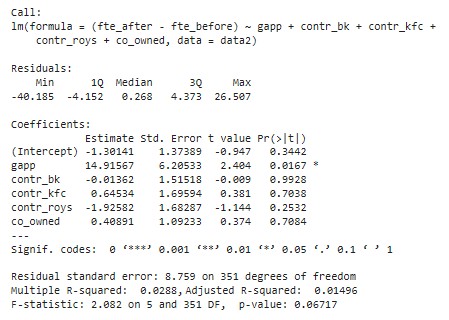 Call:
lm(formula = (fte_after - fte_before) ~ gapp + contr_bk + contr_kfc +
    contr_roys + co_owned, data = data2)
Residuals:
    Min      1Q  Median      3Q     Max
-40.185  -4.152   0.268   4.373  26.507
Coefficients:
            Estimate Std. Error t value Pr(>|t|)
(Intercept) -1.30141    1.37389  -0.947   0.3442
gapp        14.91567    6.20533   2.404   0.0167 *
contr_bk    -0.01362    1.51518  -0.009   0.9928
contr_kfc    0.64534    1.69594   0.381   0.7038
contr_roys  -1.92582    1.68287  -1.144   0.2532
co_owned     0.40891    1.09233   0.374   0.7084
---
Signif. codes:  0 ‘***’ 0.001 ‘**’ 0.01 ‘*’ 0.05 ‘.’ 0.1 ‘ ’ 1
Residual standard error: 8.759 on 351 degrees of freedom
Multiple R-squared:  0.0288, Adjusted R-squared:  0.01496
F-statistic: 2.082 on 5 and 351 DF,  p-value: 0.06717